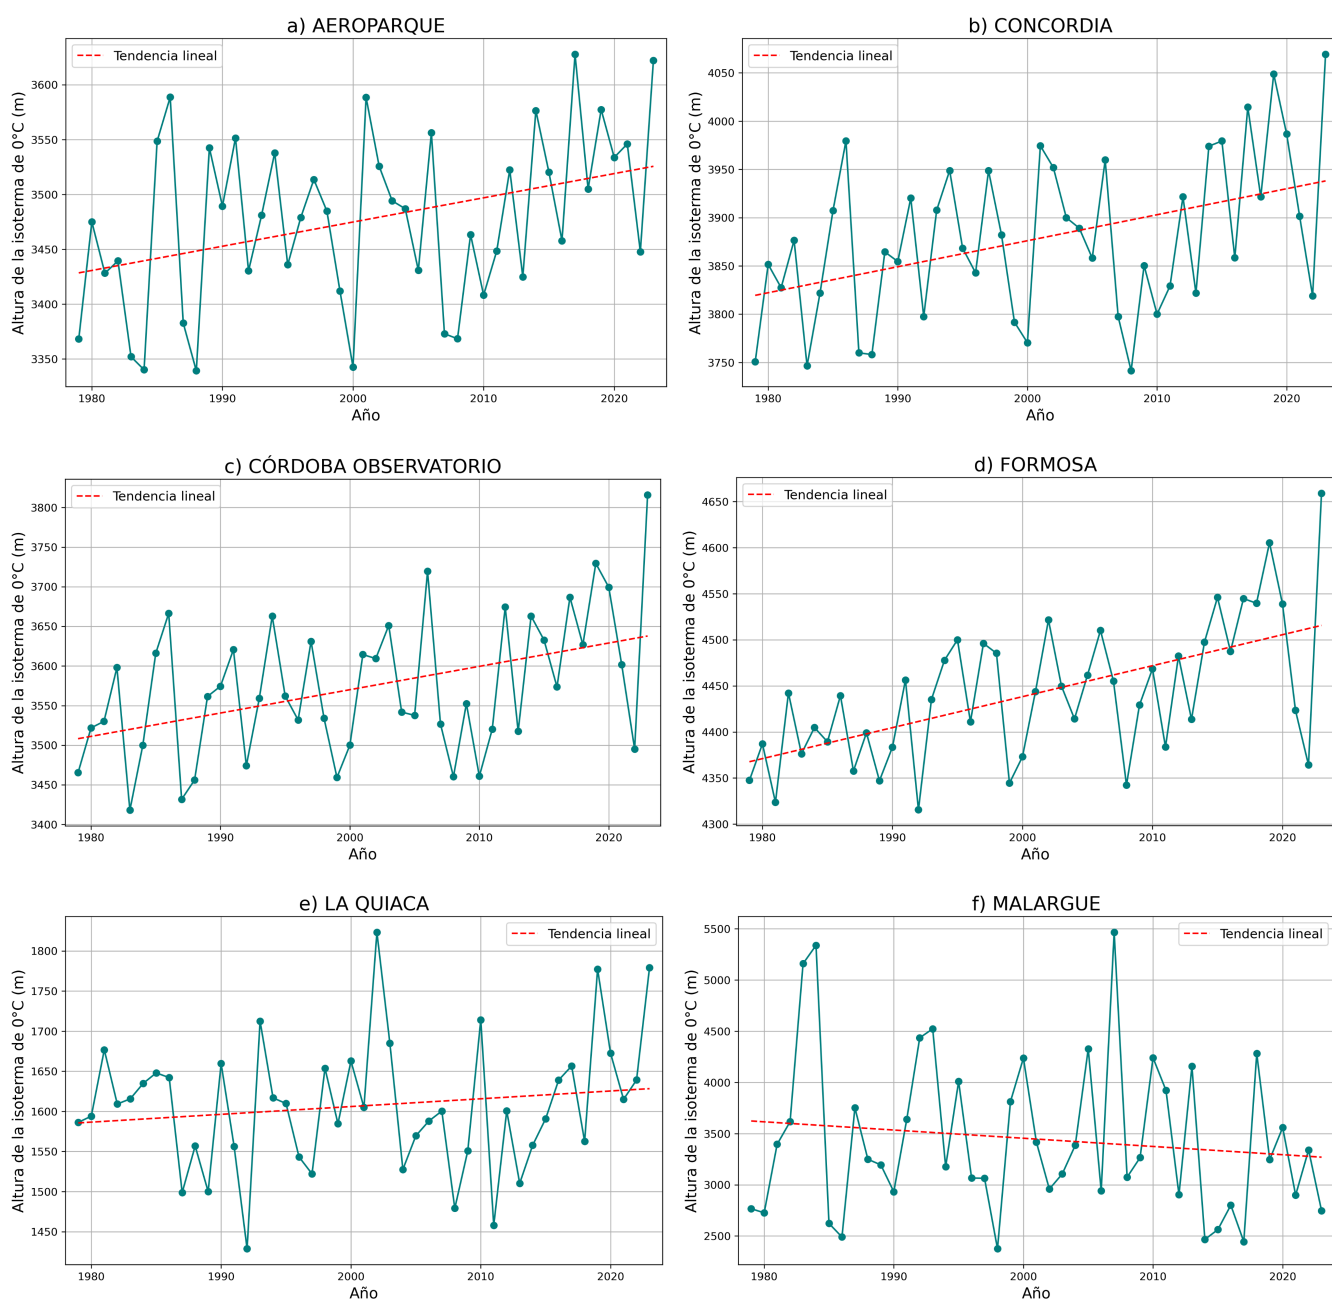 a) AEROPARQUE
Tendencia lineal
Altura de la isoterma de 0°C (m)
3600
3550
3500
3450
3400
3350
1980 1990 2000 2010 2020
Año
b) CONCORDIA
Tendencia lineal
Altura de la isoterma de 0°C (m)
4050
4000
3950
3900
3850
3800
3750
1980 1990 2000 2010 2020
Año
c) CÓRDOBA OBSERVATORIO
Tendencia lineal
Altura de la isoterma de 0°C (m)
3800
3750
3700
3650
3600
3550
3500
3450
3400
1980 1990 2000 2010 2020
Año
d) FORMOSA
Tendencia lineal
Altura de la isoterma de 0°C (m)
4650
4600
4550
4500
4450
4400
4350
4300
1980 1990 2000 2010 2020
Año
e) LA QUIACA
Tendencia lineal
Altura de la isoterma de 0°C (m)
1800
1750
1700
1650
1600
1550
1500
1450
1980 1990 2000 2010 2020
Año
f) MALARGUE
Tendencia lineal
Altura de la isoterma de 0°C (m)
5500
5000
4500
4000
3500
3000
2500
1980 1990 2000 2010 2020
Año